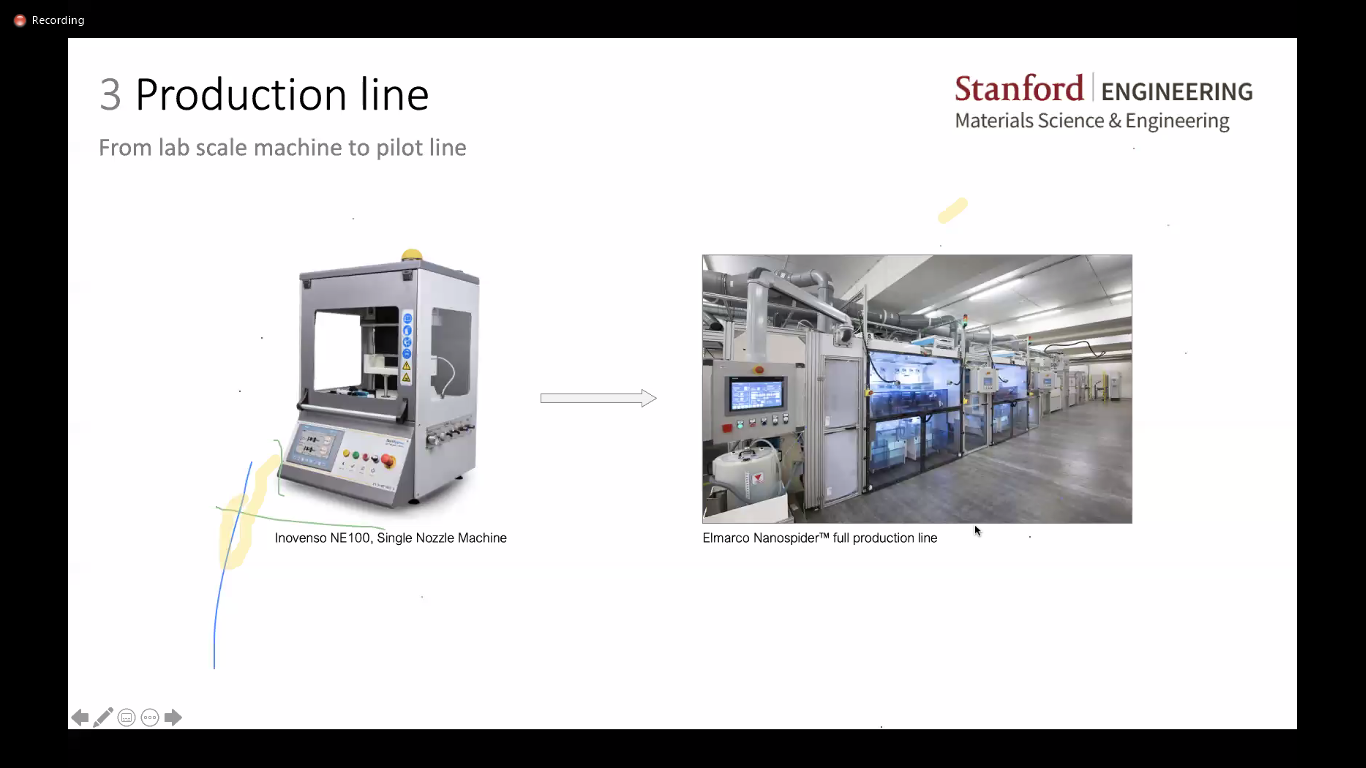 Recording
3 Production line
From lab scale machine to pilot line
Stanford | ENGINEERING
Materials Science & Engineering
Inovenso NE100, Single Nozzle Machine
Elmarco Nanospider™ full production line